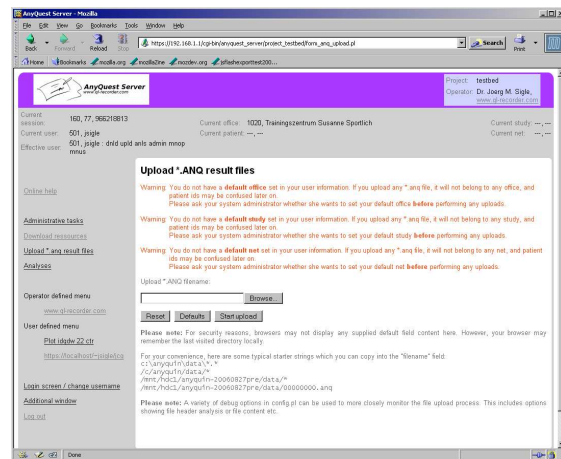 AnyQuest Server - Mozilla
File Edit View Go Bookmarks Tools Window Help
Back Forward Reload Stop
https://192.168.1.1/cgi-bin/anyquest_server/project_testbed/form_anq_upload.pl
Search
Print
Home Bookmarks mozilla.org mozillaZine mozdev.org jsflashexporttest200...
AnyQuest Server
www.ql-recorder.com
Project: testbed
Operator: Dr. Joerg M. Sigle,
www.ql-recorder.com
Current session: 160, 77, 966218813
Current office: 1020, Trainingszentrum Susanne Sportlich
Current study: ---, ---
Current user: 501, jsigle
Current patient: ---, ---
Current net: ---, ---
Effective user: 501, jsigle : dnld upld anls admin mnop mnus
Upload *.ANQ result files
Warning: You do not have a default office set in your user information. If you upload any *.anq file, it will not belong to any office, and
patient ids may be confused later on.
Please ask your system administrator whether she wants to set your default office before performing any uploads.
Warning: You do not have a default study set in your user information. If you upload any *.anq file, it will not belong to any study, and
patient ids may be confused later on.
Please ask your system administrator whether she wants to set your default study before performing any uploads.
Warning: You do not have a default net set in your user information. If you upload any *.anq file, it will not belong to any net, and patient
ids may be confused later on.
Please ask your system administrator whether she wants to set your default net before performing any uploads.
Upload *.ANQ filename:
Browse...
Reset Defaults Start upload
Please note: For security reasons, browsers may not display any supplied default field content here. However, your browser may
remember the last visited directory locally.
For your convenience, here are some typical starter strings which you can copy into the "filename" field:
c:\anyquin\data\*.*
/c/anyquin/data/*
/mnt/hdc1/anyquin-20060827pre/data/*
/mnt/hdc1/anyquin-20060827pre/data/00000000.anq
Please note: A variety of debug options in config.pl can be used to more closely monitor the file upload process. This includes options
showing file header analysis or file content etc.
Online help
Administrative tasks
Download ressources
Upload *.anq result files
Analyses
Operator defined menu
www.ql-recorder.com
User defined menu
Plot idqdw 22 ctr
https://localhost/~jsigle/jcg
Login screen / change username
Additional window
Log out
Done